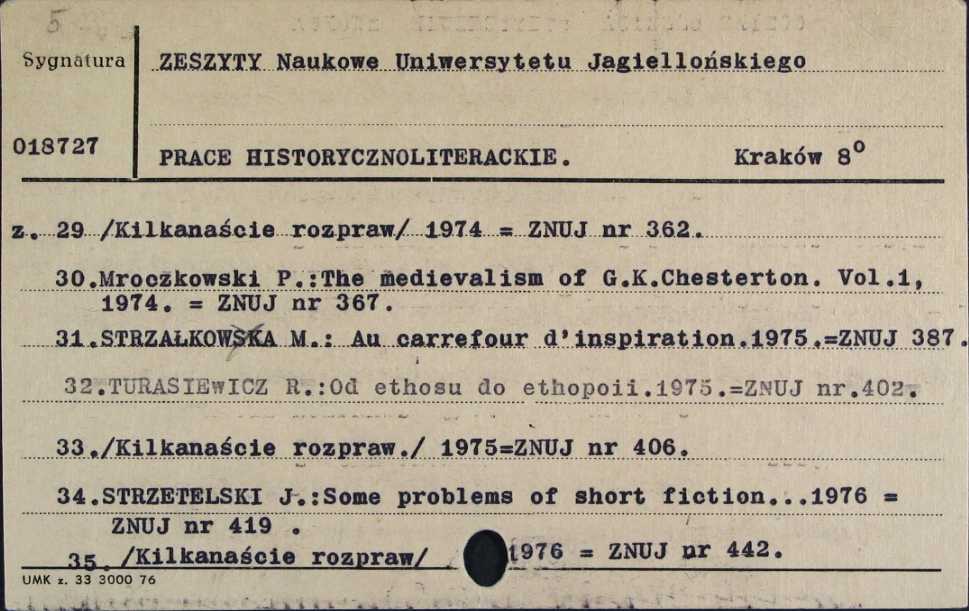 5
Sygnatura
ZESZYTY Naukowe Uniwersytetu Jagiellońskiego
018727
PRACE HISTORYCZNOLITERACKIE. Kraków 8°
z. 29 /Kilkanaście rozpraw/ 1974 = ZNUJ nr 362.
30.Mroczkowski P.:The medievalism of G.K.Chesterton. Vol.1,
1974. = ZNUJ nr 367.
31.STRZAŁKOWSKA M.: Au carrefour d'inspiration.1975.=ZNUJ 387.
32.TURASIEWICZ R.:Od ethosu do ethopoii.1975.=ZNUJ nr.402.
33./Kilkanaście rozpraw./ 1975=ZNUJ nr 406.
34.STRZETELSKI J.:Some problems of short fiction...1976 =
ZNUJ nr 419 .
35. /Kilkanaście rozpraw/ 1976 = ZNUJ nr 442.
UMK z. 33 3000 76